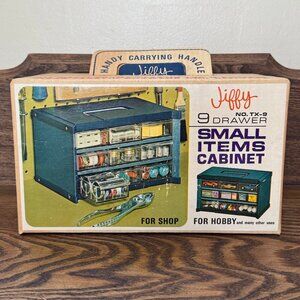 HANDY CARRYING HANDLE
Jiffy
Jiffy
NO. TX-9
9 DRAWER
SMALL
ITEMS
CABINET
FOR SHOP
FOR HOBBY and many other uses